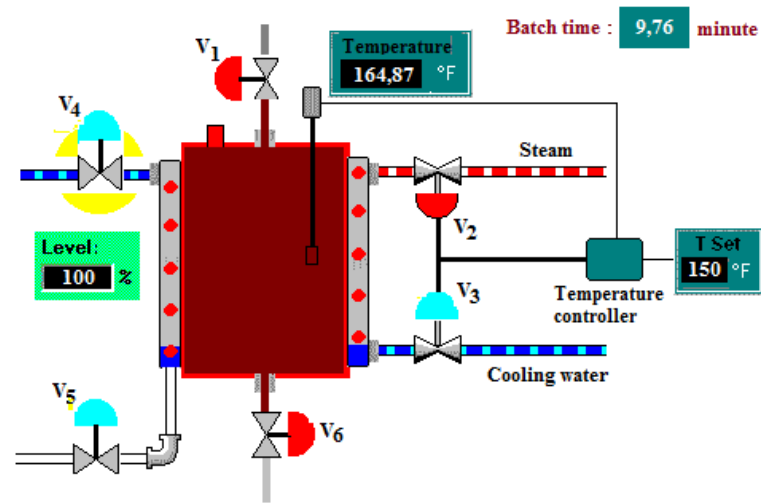 Batch time : 9,76 minute
V1
Temperature
164,87 °F
V4
Steam
V2
Level:
100 %
T Set
150 °F
V3
Temperature
controller
Cooling water
V5
V6